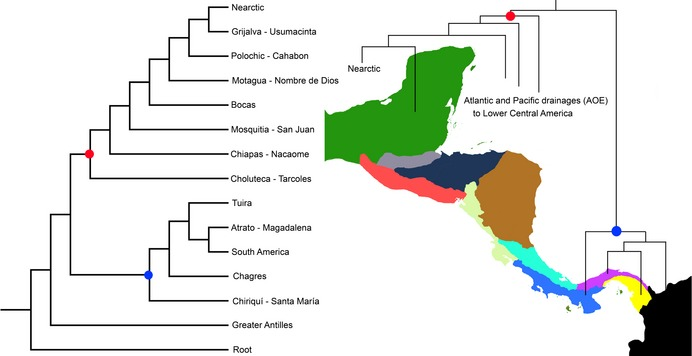 Nearctic
Grijalva - Usumacinta
Polochic - Cahabon
Motagua - Nombre de Dios
Bocas
Mosquitia - San Juan
Chiapas - Nacaome
Choluteca - Tarcoles
Tuira
Atrato - Magadalena
South America
Chagres
Chiriquí - Santa María
Greater Antilles
Root
Nearctic
Atlantic and Pacific drainages (AOE)
to Lower Central America